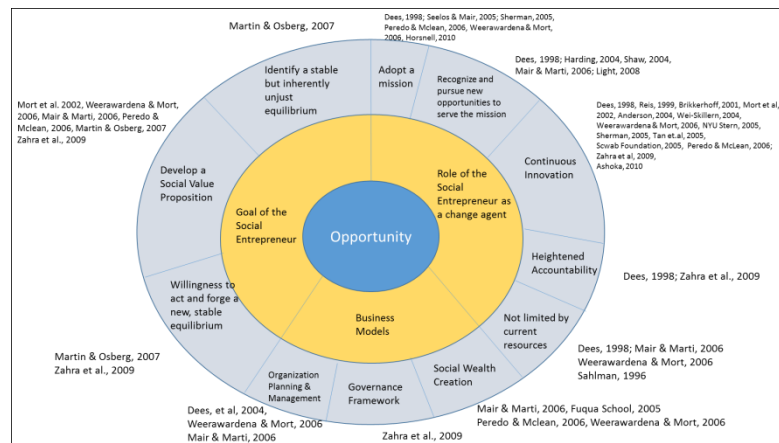 Martin & Osberg, 2007
Dees, 1998; Seelos & Mair, 2005; Sherman, 2005,
Peredo & Mclean, 2006, Weerawardena & Mort,
2006, Horsnell, 2010
Identify a stable
but inherently
unjust
equilibrium
Adopt a
mission
Recognize and
pursue new
opportunities to
serve the mission
Dees, 1998; Harding, 2004, Shaw, 2004,
Mair & Marti, 2006; Light, 2008
Mort et al. 2002, Weerawardena & Mort,
2006, Mair & Marti, 2006, Peredo &
Mclean, 2006, Martin & Osberg, 2007
Zahra et al., 2009
Dees, 1998, Reis, 1999, Brikkerhoff, 2001, Mort et al,
2002, Anderson, 2004, Wei-Skillern, 2004,
Weerawardena & Mort, 2006, NYU Stern, 2005,
Sherman, 2005, Tan et.al, 2005,
Scwab Foundation, 2005, Peredo & McLean, 2006;
Zahra et al, 2009,
Ashoka, 2010
Develop a
Social Value
Proposition
Goal of the
Social
Entrepreneur
Role of the
Social
Entrepreneur as
a change agent
Continuous
Innovation
Opportunity
Heightened
Accountability
Dees, 1998; Zahra et al., 2009
Willingness to
act and forge a
new, stable
equilibrium
Business
Models
Not limited by
current
resources
Martin & Osberg, 2007
Zahra et al., 2009
Dees, 1998; Mair & Marti, 2006
Weerawardena & Mort, 2006
Sahlman, 1996
Organization
Planning &
Management
Governance
Framework
Social Wealth
Creation
Dees, et al, 2004,
Weerawardena & Mort, 2006
Mair & Marti, 2006
Zahra et al., 2009
Mair & Marti, 2006, Fuqua School, 2005
Peredo & Mclean, 2006, Weerawardena & Mort, 2006